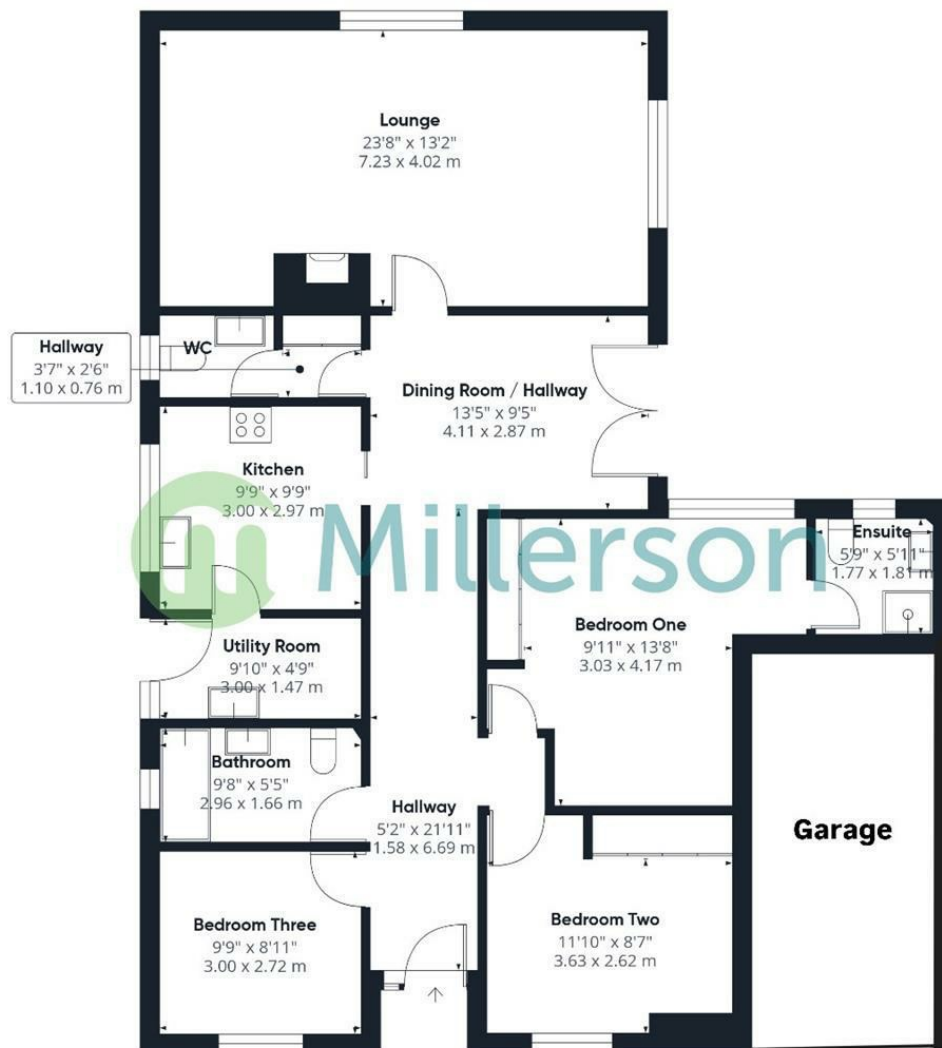 Lounge
23'8" x 13'2"
7.23 x 4.02 m
Hallway
3'7" x 2'6"
1.10 x 0.76 m
WC
Dining Room / Hallway
13'5" x 9'5"
4.11 x 2.87 m
Kitchen
9'9" x 9'9"
3.00 x 2.97 m
m Millerson
Ensuite
5'9" x 5'11"
1.77 x 1.81 m
Utility Room
9'10" x 4'9"
3.00 x 1.47 m
Bedroom One
9'11" x 13'8"
3.03 x 4.17 m
Bathroom
9'8" x 5'5"
2.96 x 1.66 m
Hallway
5'2" x 21'11"
1.58 x 6.69 m
Garage
Bedroom Three
9'9" x 8'11"
3.00 x 2.72 m
Bedroom Two
11'10" x 8'7"
3.63 x 2.62 m